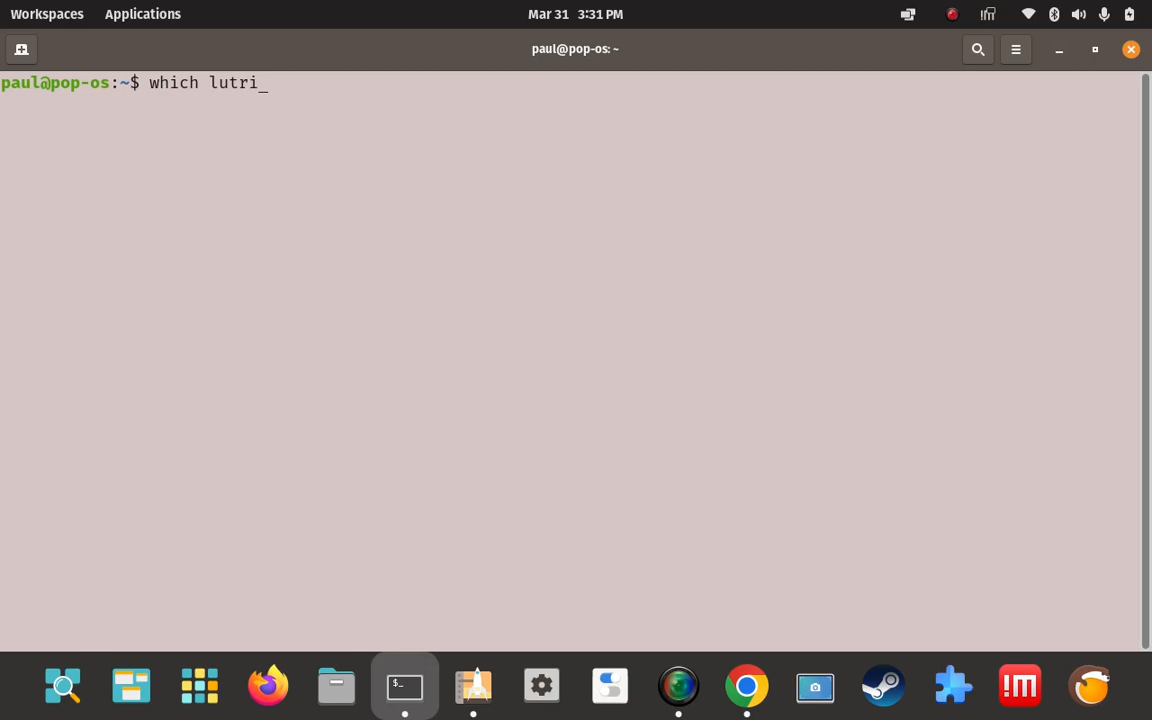 Workspaces Applications Mar 31 3:31 PM !m
paul@pop-os: ~
paul@pop-os:~$ which lutri_
$_ !M